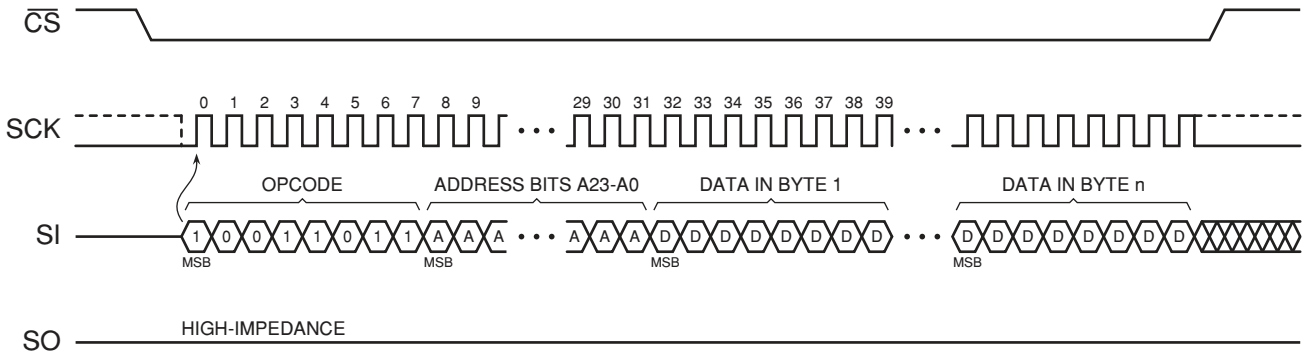 CS
0 1 2 3 4 5 6 7 8 9 29 30 31 32 33 34 35 36 37 38 39
SCK
OPCODE ADDRESS BITS A23-A0 DATA IN BYTE 1 DATA IN BYTE n
SI 1 0 0 1 1 0 1 1 A A A A A A D D D D D D D D D D D D D D D D
MSB MSB MSB MSB
HIGH-IMPEDANCE
SO